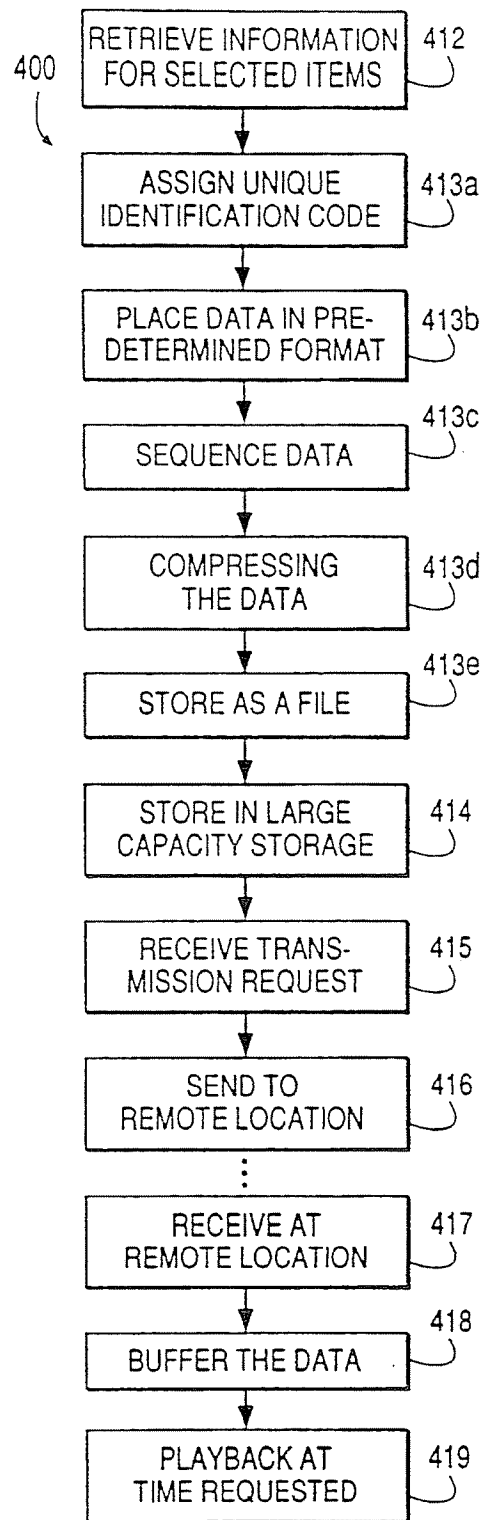 400
RETRIEVE INFORMATION
FOR SELECTED ITEMS
412
ASSIGN UNIQUE
IDENTIFICATION CODE
413a
PLACE DATA IN PRE-
DETERMINED FORMAT
413b
SEQUENCE DATA
413c
COMPRESSING
THE DATA
413d
STORE AS A FILE
413e
STORE IN LARGE
CAPACITY STORAGE
414
RECEIVE TRANS-
MISSION REQUEST
415
SEND TO
REMOTE LOCATION
416
RECEIVE AT
REMOTE LOCATION
417
BUFFER THE DATA
418
PLAYBACK AT
TIME REQUESTED
419